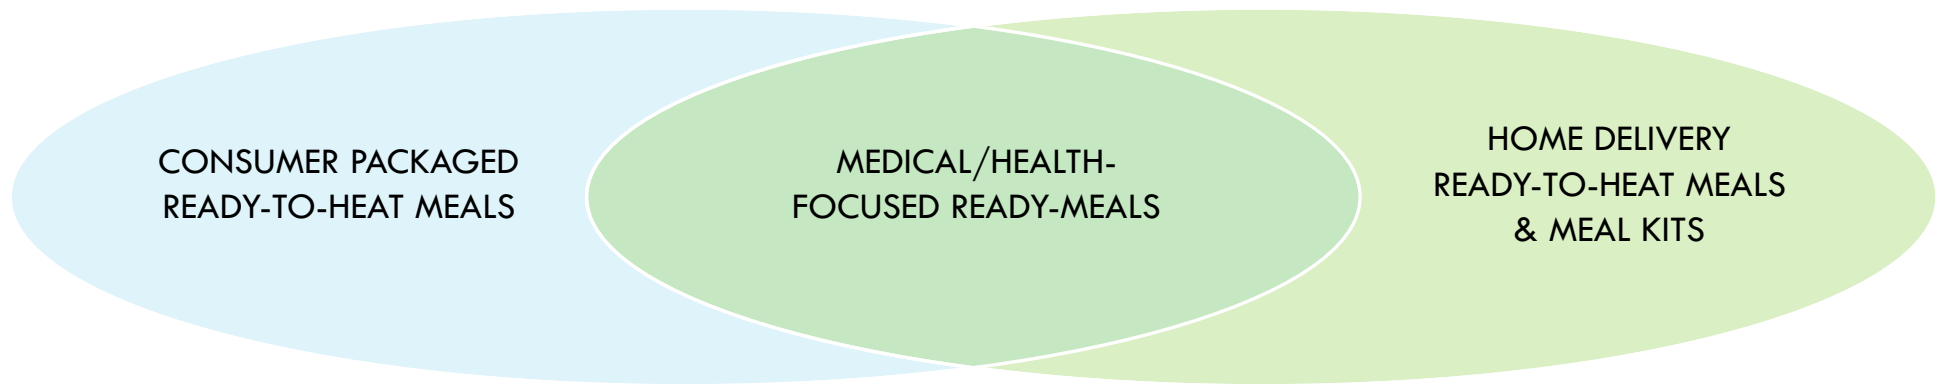 CONSUMER PACKAGED
READY-TO-HEAT MEALS
MEDICAL/HEALTH-
FOCUSED READY-MEALS
HOME DELIVERY
READY-TO-HEAT MEALS
& MEAL KITS